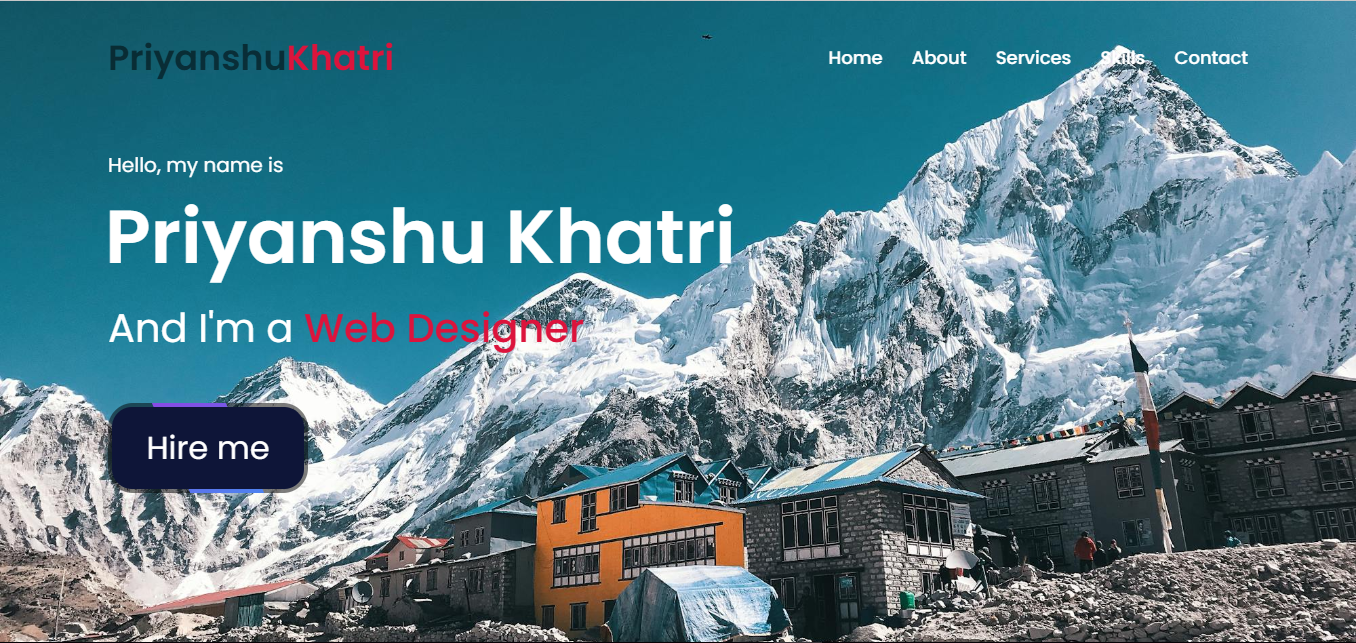 PriyanshuKhatri
Home About Services Skills Contact
Hello, my name is
Priyanshu Khatri
And I'm a Web Designer
Hire me